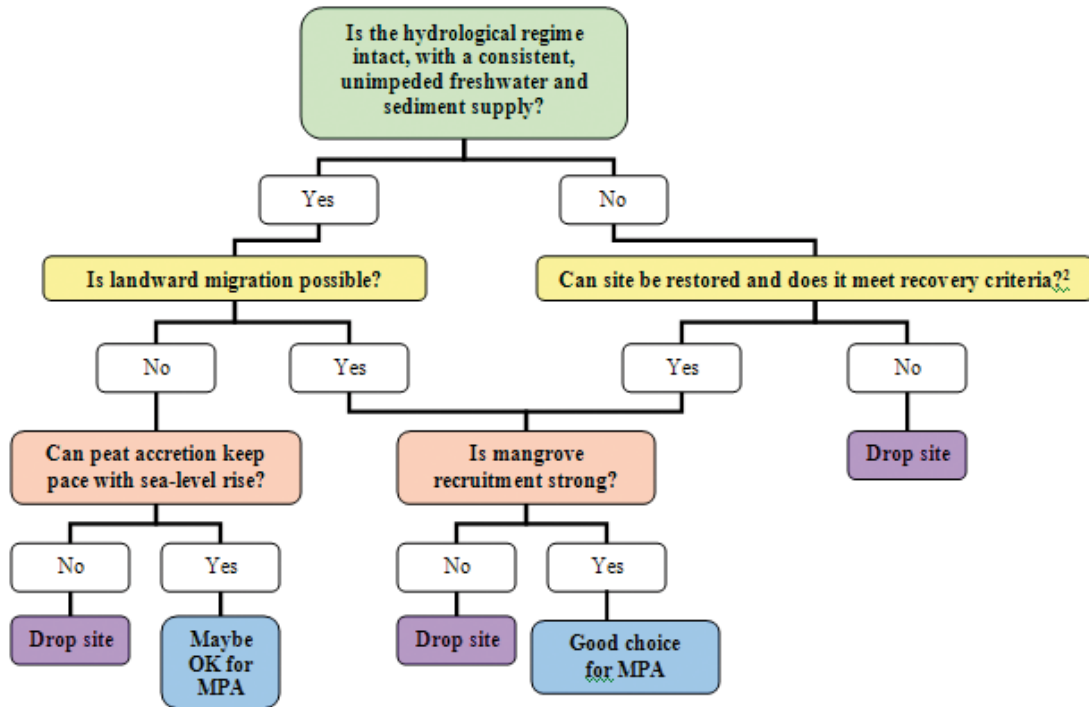 Is the hydrological regime
intact, with a consistent,
unimpeded freshwater and
sediment supply?
Yes
No
Is landward migration possible?
Can site be restored and does it meet recovery criteria?²
No
Yes
Yes
No
Can peat accretion keep
pace with sea-level rise?
Is mangrove
recruitment strong?
Drop site
No
Yes
No
Yes
Drop site
Maybe
OK for
MPA
Drop site
Good choice
for MPA